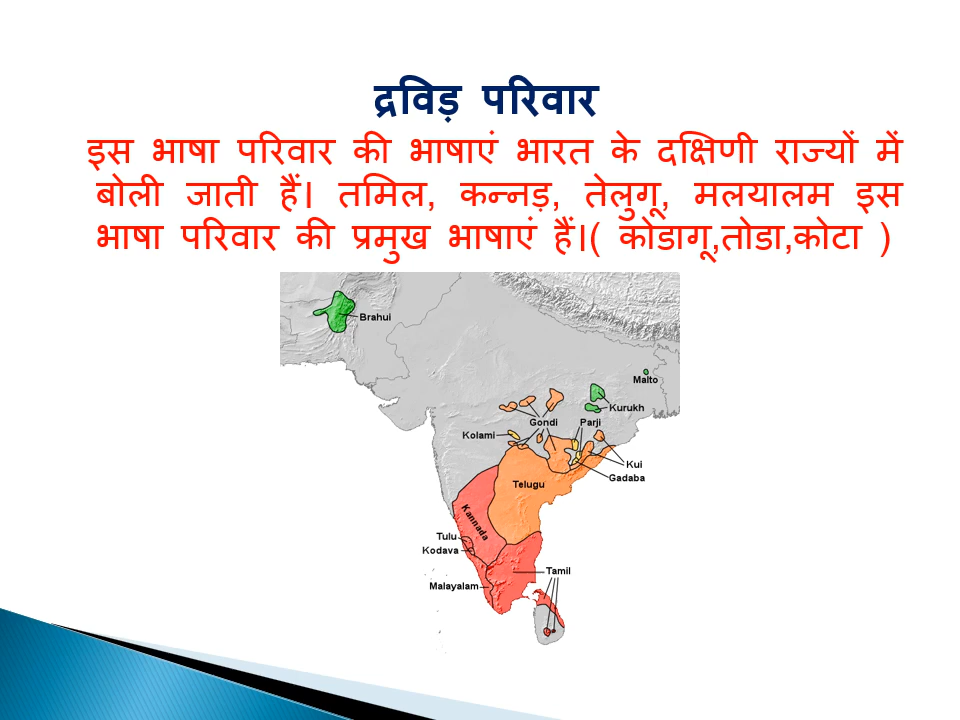 द्रविड़ परिवार
इस भाषा परिवार की भाषाएं भारत के दक्षिणी राज्यों में
बोली जाती हैं। तमिल, कन्नड़, तेलुगू, मलयालम इस
भाषा परिवार की प्रमुख भाषाएं हैं।( कोडागू,तोडा,कोटा )
Brahui
Malto
Kurukh
Gondi
Parji
Kolami
Kui
Gadaba
Telugu
Kannada
Tulu
Kodava
Tamil
Malayalam